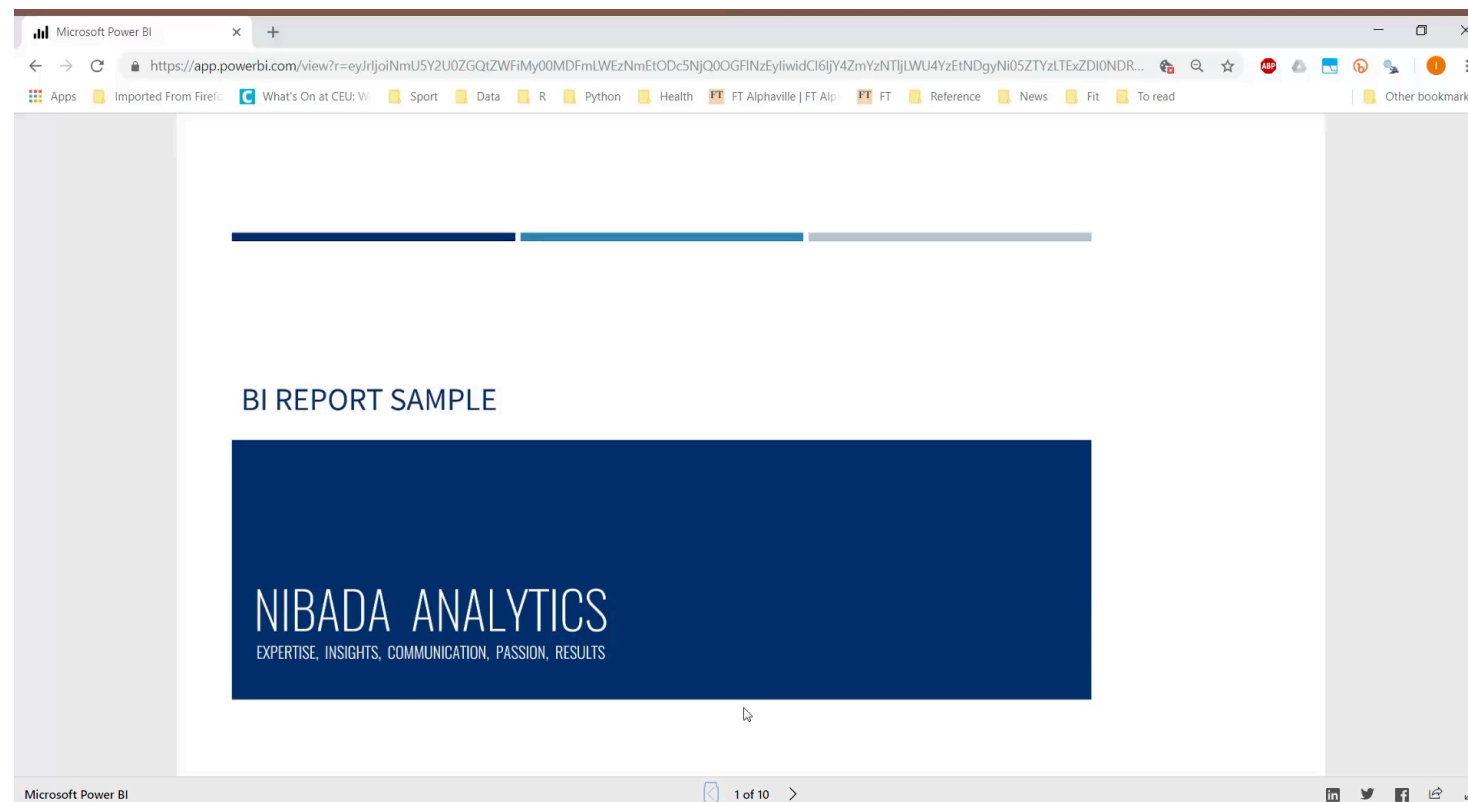 Microsoft Power BI
https://app.powerbi.com/view?r=
Apps
Imported From Firefo
What's On at CEU: W
Sport
Data
R
Python
Health
FT FT Alphaville | FT Alp
FT FT
Reference
News
Fit
To read
Other bookmark
BI REPORT SAMPLE
NIBADA ANALYTICS
EXPERTISE, INSIGHTS, COMMUNICATION, PASSION, RESULTS
Microsoft Power BI
1 of 10